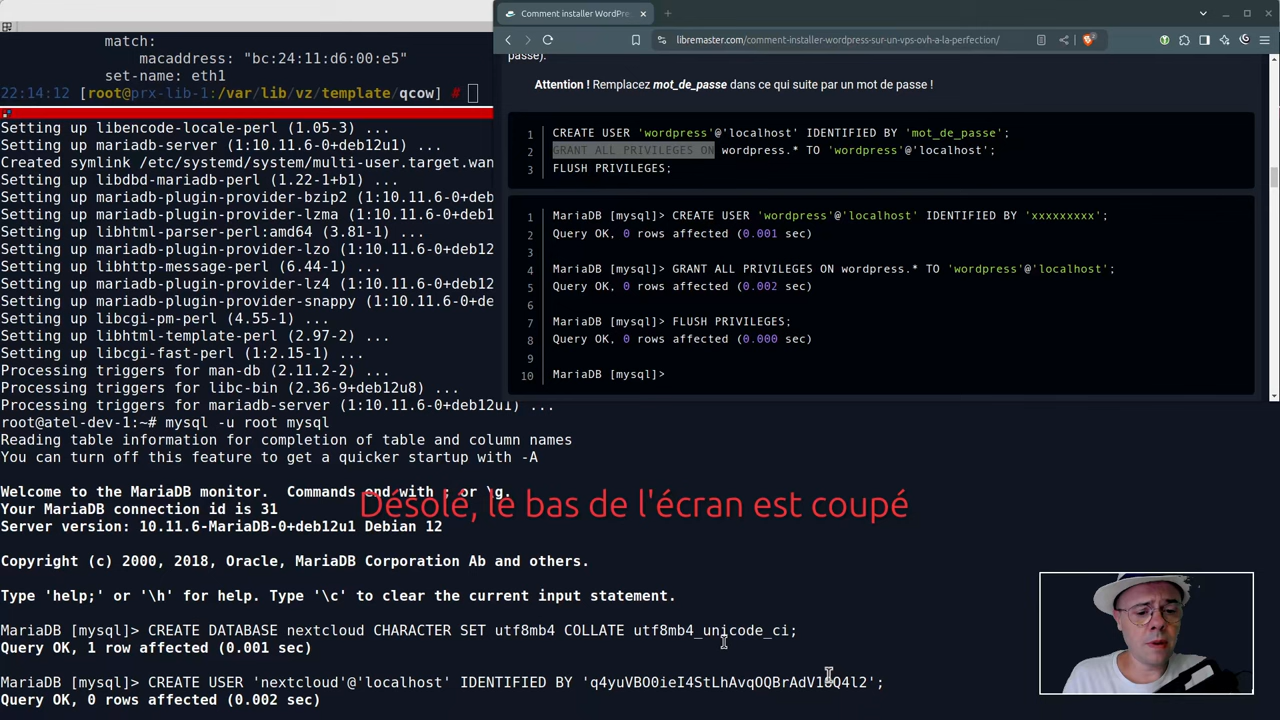 match:
macaddress: "bc:24:11:d6:00:e5"
set-name: eth1
22:14:12 [root@prx-lib-1:/var/lib/vz/template/qcow] #
Setting up libencode-locale-perl (1.05-3) ...
Setting up mariadb-server (1:10.11.6-0+deb12
Created symlink /etc/systemd/system/multi-user.target.wan
Setting up libdbd-mariadb-perl (1.22-1+b1) ...
Setting up mariadb-plugin-provider-bzip2 (1:10.11.6-0+deb
Setting up mariadb-plugin-provider-lzma (1:10.11.6-0+deb1
Setting up libhtml-parser-perl:amd64 (3.81-1) ...
Setting up mariadb-plugin-provider-lzo (1:10.11.6-0+deb12
Setting up libhttp-message-perl (6.44-1) ...
Setting up mariadb-plugin-provider-lz4 (1:10.11.6-0+deb12
Setting up mariadb-plugin-provider-snappy (1:10.11.6-0+de
Setting up libcgi-pm-perl (4.55-1) ...
Setting up libhtml-template-perl (2.97-2) ...
Setting up libcgi-fast-perl (1:2.15-1) ...
Processing triggers for man-db (2.11.2-2) ...
Processing triggers for libc-bin (2.36-9+deb12u8) ...
Processing triggers for mariadb-server (1:10.11.6-0+deb12u1) ...
root@atel-dev-1:~# mysql -u root mysql
Reading table information for completion of table and column names
You can turn off this feature to get a quicker startup with -A
Welcome to the MariaDB monitor.  Commands end with ; or \g.
Your MariaDB connection id is 31
Server version: 10.11.6-MariaDB-0+deb12u1 Debian 12
Copyright (c) 2000, 2018, Oracle, MariaDB Corporation Ab and others.
Type 'help;' or '\h' for help. Type '\c' to clear the current input statement.
MariaDB [mysql]> CREATE DATABASE nextcloud CHARACTER SET utf8mb4 COLLATE utf8mb4_unicode_ci;
Query OK, 1 row affected (0.001 sec)
MariaDB [mysql]> CREATE USER 'nextcloud'@'localhost' IDENTIFIED BY
Query OK, 0 rows affected (0.002 sec)
Comment installer WordPre
libremaster.com/comment-installer-wordpress-sur-un-vps-ovh-a-la-perfection/
passe).
Attention ! Remplacez mot_de_passe dans ce qui suite par un mot de passe !
1 CREATE USER 'wordpress'@'localhost' IDENTIFIED BY 'mot_de_passe';
2 GRANT ALL PRIVILEGES ON wordpress.* TO 'wordpress'@'localhost';
3 FLUSH PRIVILEGES;
1 MariaDB [mysql]> CREATE USER 'wordpress'@'localhost' IDENTIFIED BY 'xxxxxxxxx';
2 Query OK, 0 rows affected (0.001 sec)
3
4 MariaDB [mysql]> GRANT ALL PRIVILEGES ON wordpress.* TO 'wordpress'@'localhost';
5 Query OK, 0 rows affected (0.002 sec)
6
7 MariaDB [mysql]> FLUSH PRIVILEGES;
8 Query OK, 0 rows affected (0.000 sec)
9
10 MariaDB [mysql]>
Désolé, le bas de l'écran est coupé